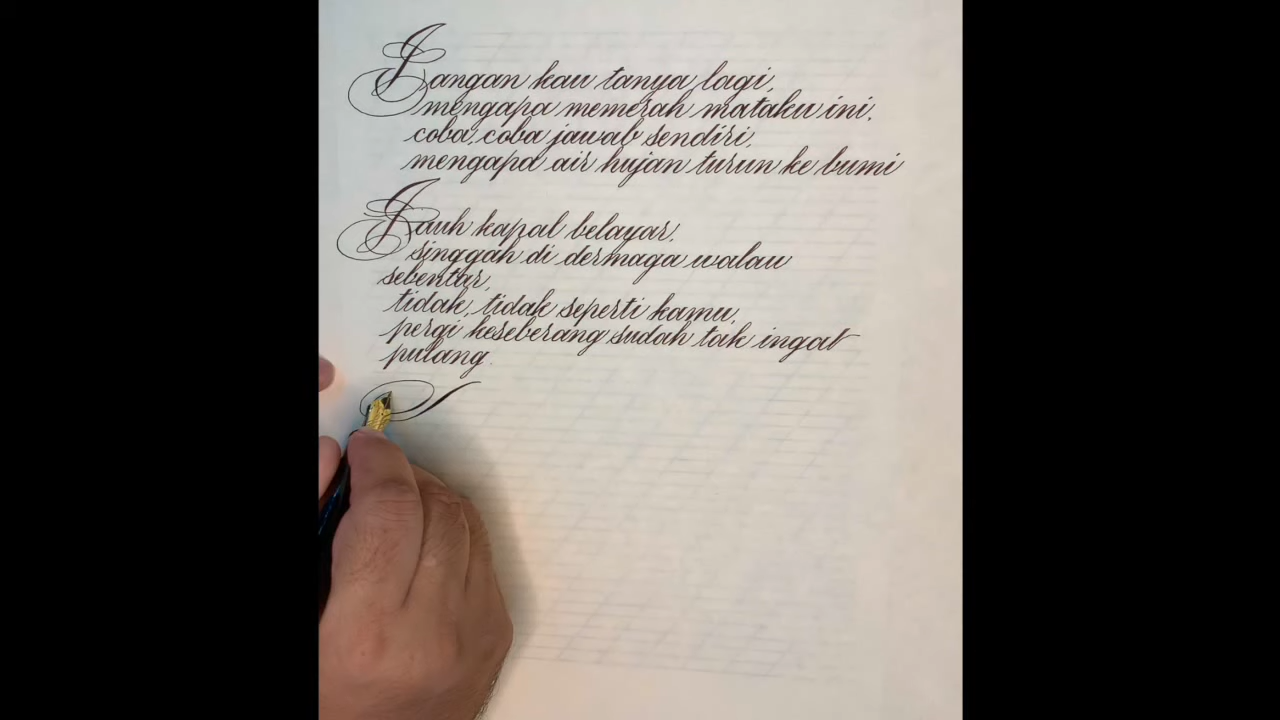 Jangan kau tanya lagi,
mengapa memerah mataku ini,
coba, coba jawab sendiri,
mengapa air hujan turun ke bumi
Jauh kapal belayar,
singgah di dermaga walau
sebentar,
tidak, tidak seperti kamu,
pergi keseberang sudah tak ingat
pulang.